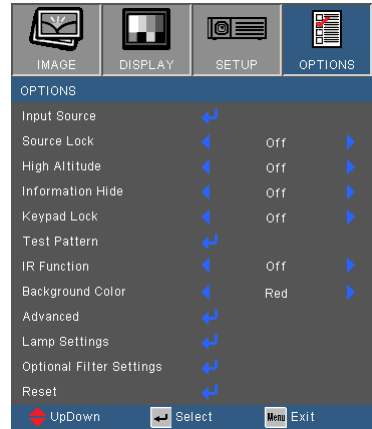 IMAGE DISPLAY SETUP OPTIONS
OPTIONS
Input Source
Source Lock Off
High Altitude Off
Information Hide Off
Keypad Lock Off
Test Pattern
IR Function Off
Background Color Red
Advanced
Lamp Settings
Optional Filter Settings
Reset
UpDown Select Menu Exit